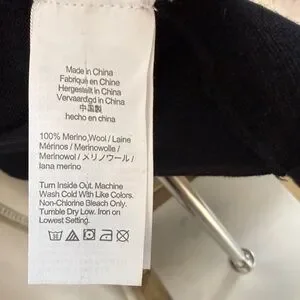 Made in China
Fabriqué en Chine
Hergestellt in China
Vervaardigd in China
中国製
hecho en china
100% Merino Wool / Laine
Mérinos / Merinowolle /
Merinowol / メリノウール /
lana merino
Turn Inside Out, Machine
Wash Cold With Like Colors.
Non-Chlorine Bleach Only.
Tumble Dry Low. Iron on
Lowest Setting.